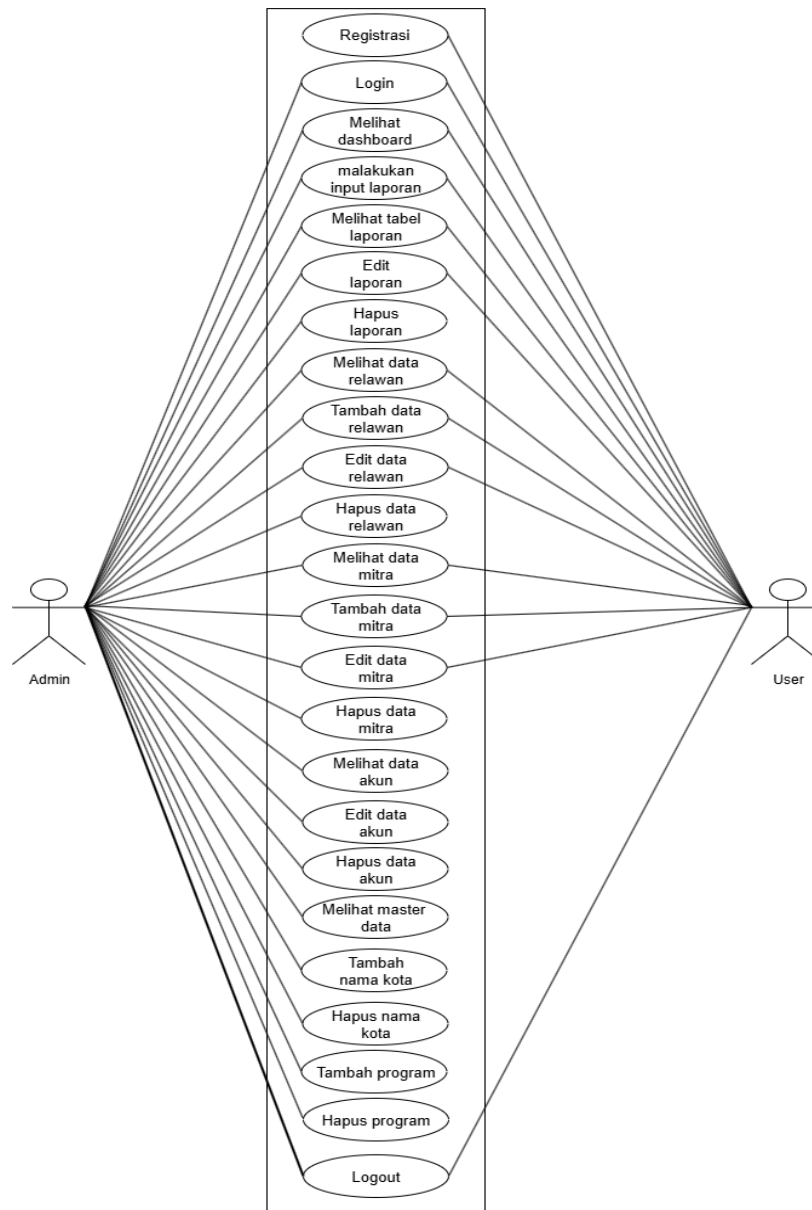 Registrasi
Login
Melihat
dashboard
malakukan
input laporan
Melihat tabel
laporan
Edit
laporan
Hapus
laporan
Melihat data
relawan
Tambah data
relawan
Edit data
relawan
Hapus data
relawan
Melihat data
mitra
Tambah data
mitra
Edit data
mitra
Admin
User
Hapus data
mitra
Melihat data
akun
Edit data
akun
Hapus data
akun
Melihat master
data
Tambah
nama kota
Hapus nama
kota
Tambah program
Hapus program
Logout